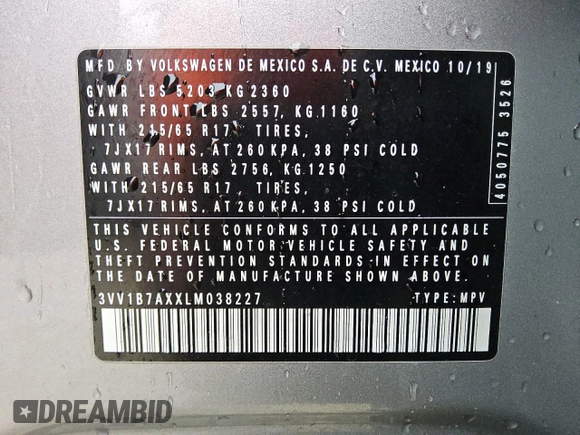 MFD BY VOLKSWAGEN DE MEXICO S.A. DE C.V. MEXICO 10/19
GVWR LBS 5203 KG 2360
GAWR FRONT LBS 2557, KG 1160
WITH 215/65 R17 TIRES,
7JX17 RIMS, AT 260 KPA, 38 PSI COLD
GAWR REAR LBS 2756, KG 1250
WITH 215/65 R17 TIRES,
7JX17 RIMS, AT 260 KPA, 38 PSI COLD
THIS VEHICLE CONFORMS TO ALL APPLICABLE
U.S. FEDERAL MOTOR VEHICLE SAFETY AND
THEFT PREVENTION STANDARDS IN EFFECT ON
THE DATE OF MANUFACTURE SHOWN ABOVE.
3VV1B7AXXLM038227 TYPE: MPV
4050775 3526
DREAMBID